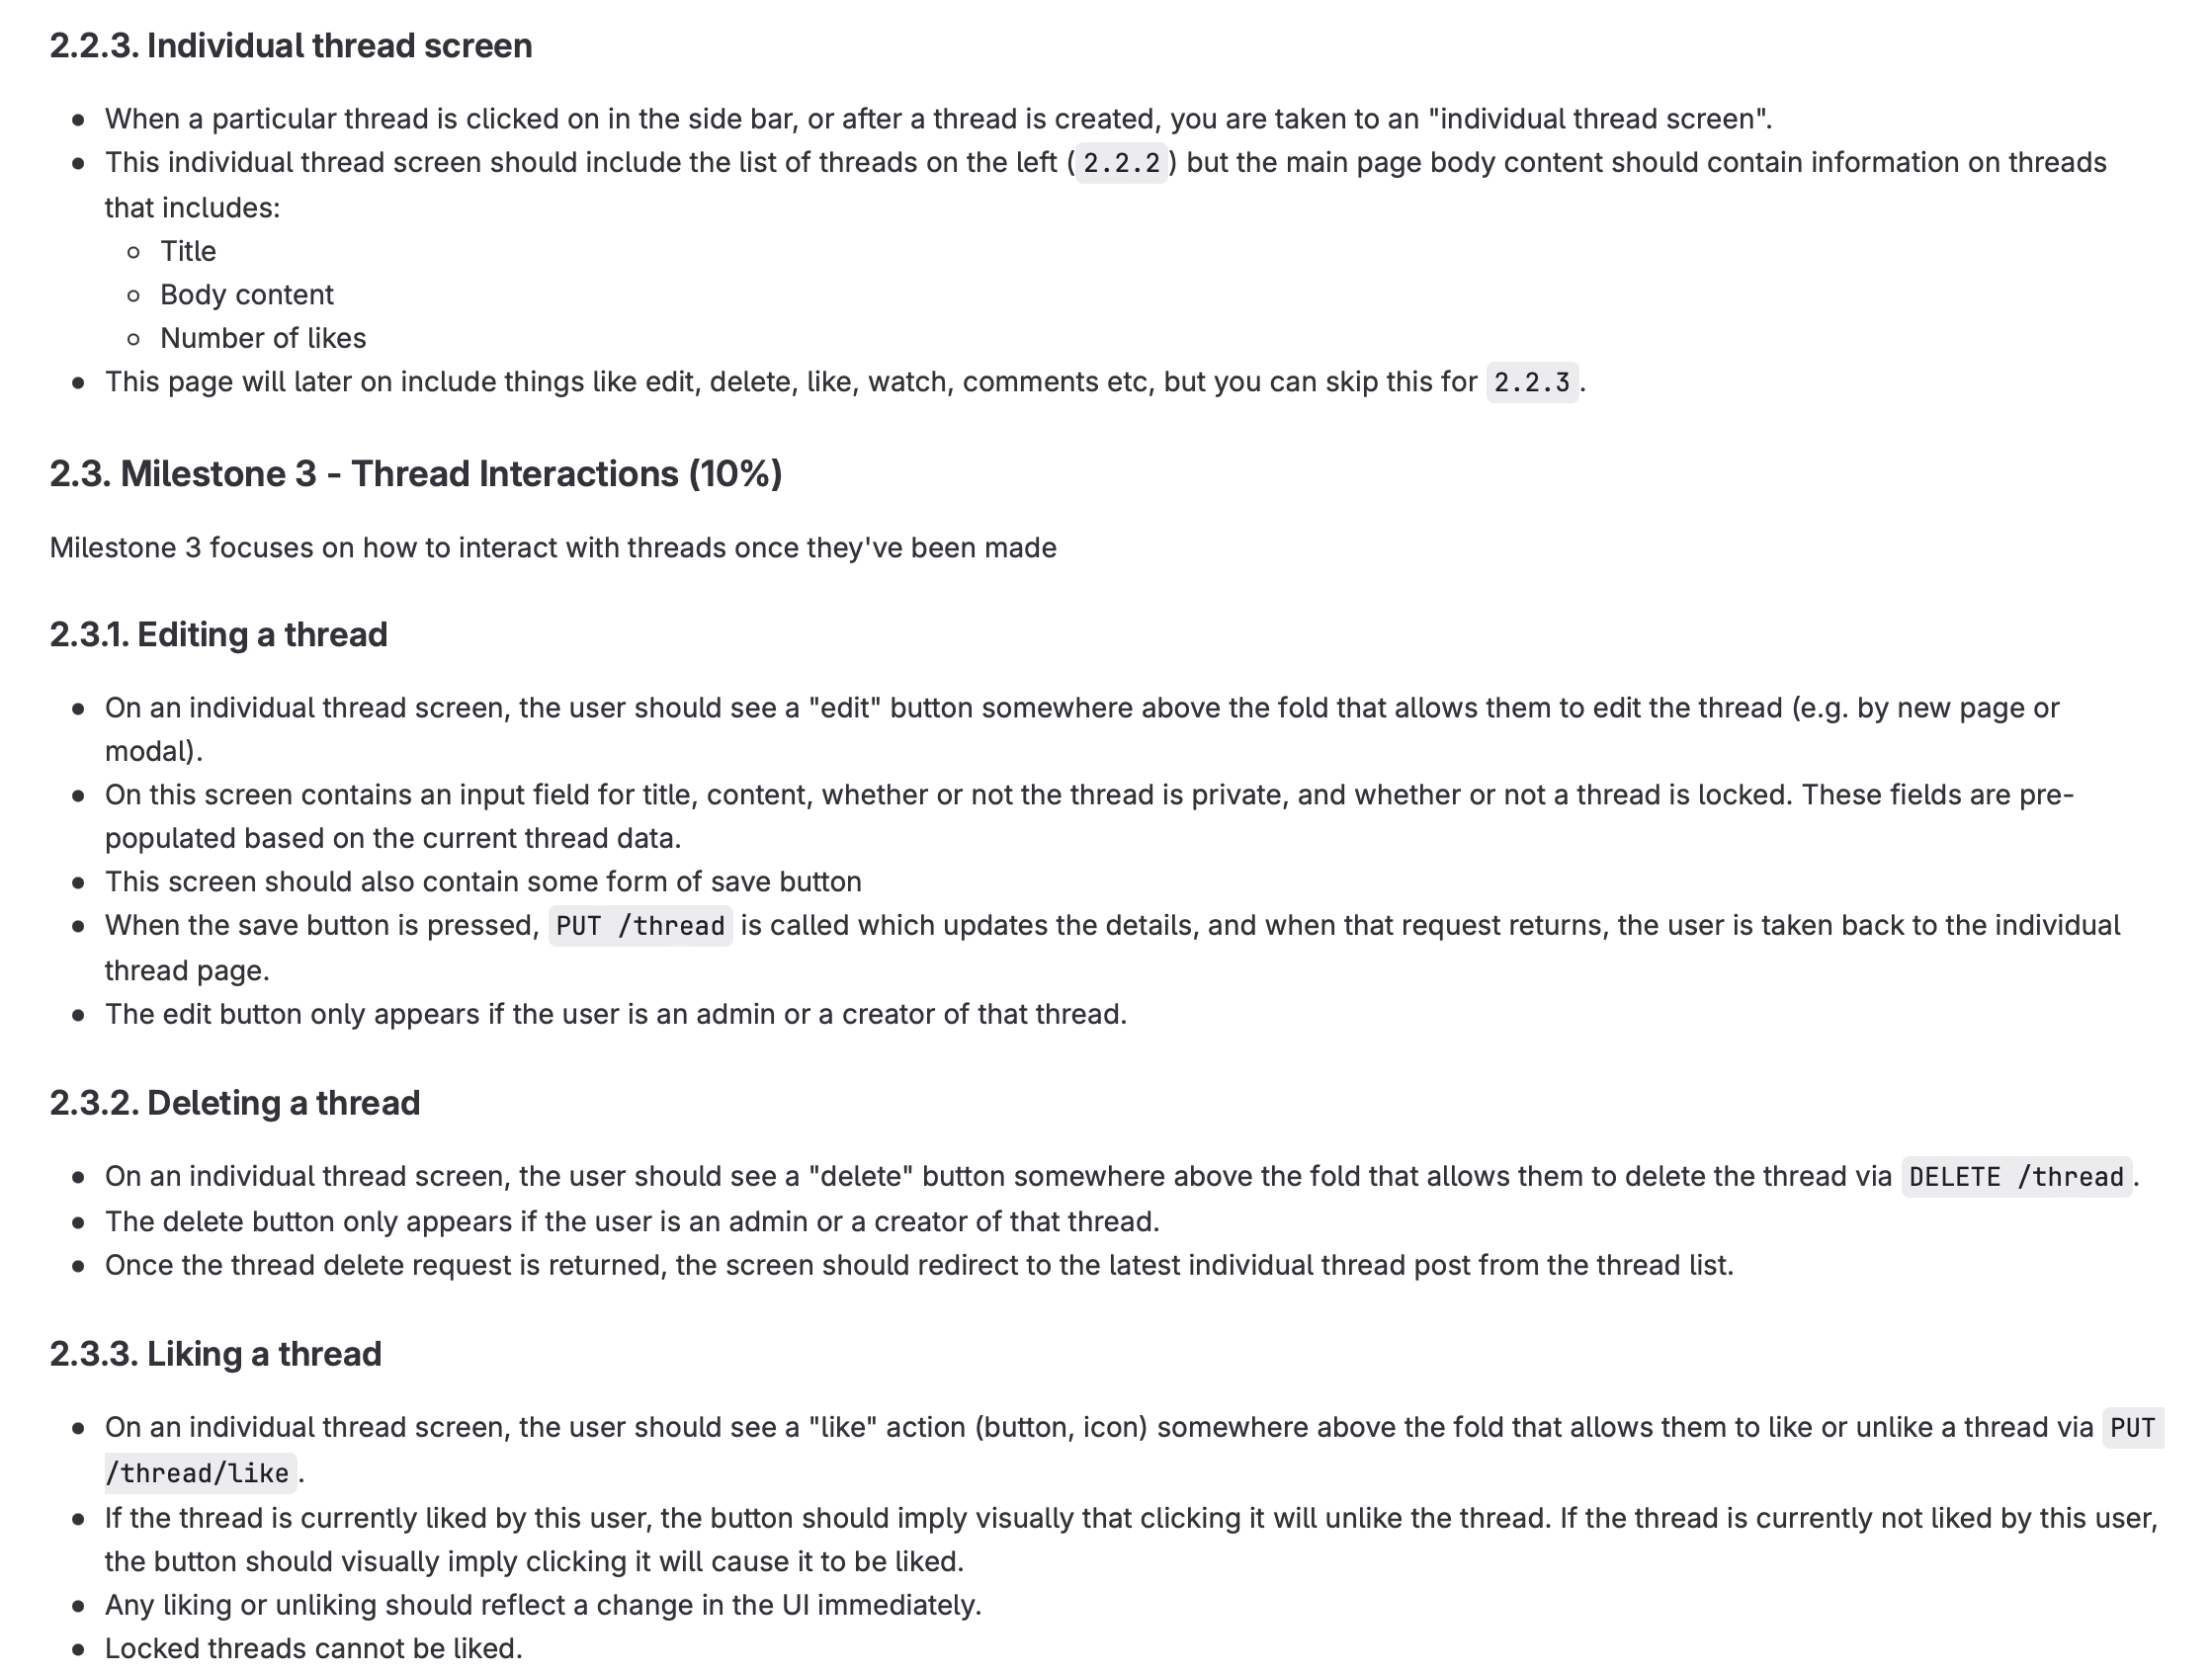 2.2.3. Individual thread screen
• When a particular thread is clicked on in the side bar, or after a thread is created, you are taken to an "individual thread screen".
• This individual thread screen should include the list of threads on the left (2.2.2) but the main page body content should contain information on threads
that includes:
◦ Title
◦ Body content
◦ Number of likes
• This page will later on include things like edit, delete, like, watch, comments etc, but you can skip this for 2.2.3.
2.3. Milestone 3 - Thread Interactions (10%)
Milestone 3 focuses on how to interact with threads once they've been made
2.3.1. Editing a thread
• On an individual thread screen, the user should see a "edit" button somewhere above the fold that allows them to edit the thread (e.g. by new page or
modal).
• On this screen contains an input field for title, content, whether or not the thread is private, and whether or not a thread is locked. These fields are pre-
populated based on the current thread data.
• This screen should also contain some form of save button
• When the save button is pressed, PUT /thread is called which updates the details, and when that request returns, the user is taken back to the individual
thread page.
• The edit button only appears if the user is an admin or a creator of that thread.
2.3.2. Deleting a thread
• On an individual thread screen, the user should see a "delete" button somewhere above the fold that allows them to delete the thread via DELETE /thread.
• The delete button only appears if the user is an admin or a creator of that thread.
• Once the thread delete request is returned, the screen should redirect to the latest individual thread post from the thread list.
2.3.3. Liking a thread
• On an individual thread screen, the user should see a "like" action (button, icon) somewhere above the fold that allows them to like or unlike a thread via PUT
/thread/like.
• If the thread is currently liked by this user, the button should imply visually that clicking it will unlike the thread. If the thread is currently not liked by this user,
the button should visually imply clicking it will cause it to be liked.
• Any liking or unliking should reflect a change in the UI immediately.
• Locked threads cannot be liked.